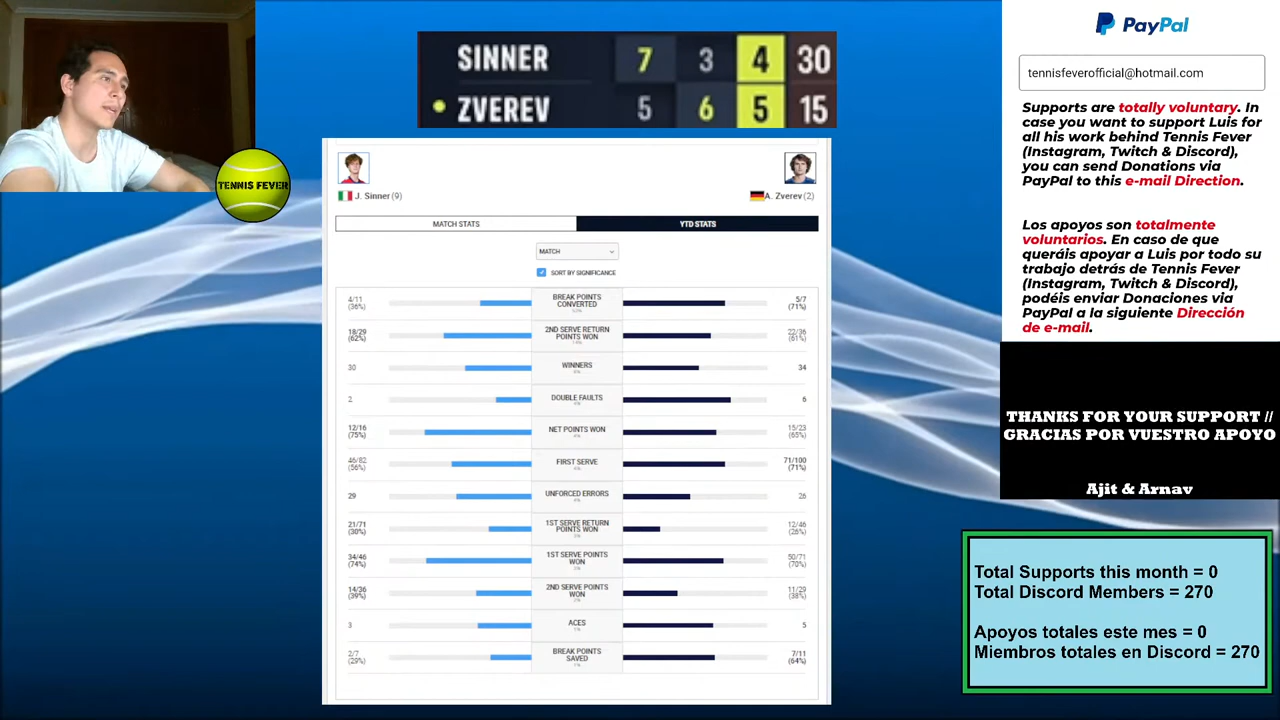 SINNER 7 3 4 30
ZVEREV 5 6 5 15
TENNIS FEVER
J. Sinner (9)
A. Zverev (2)
MATCH STATS
YTD STATS
MATCH
SORT BY SIGNIFICANCE
4/11
(36%)
BREAK POINTS
CONVERTED
5/7
(71%)
18/29
(62%)
2ND SERVE RETURN
POINTS WON
22/36
(61%)
30
WINNERS
34
2
DOUBLE FAULTS
6
12/16
(75%)
NET POINTS WON
15/23
(65%)
46/82
(56%)
FIRST SERVE
71/100
(71%)
29
UNFORCED ERRORS
26
21/71
(30%)
1ST SERVE RETURN
POINTS WON
12/46
(26%)
34/46
(74%)
1ST SERVE POINTS
WON
50/71
(70%)
14/36
(39%)
2ND SERVE POINTS
WON
11/29
(38%)
3
ACES
5
2/7
(29%)
BREAK POINTS
SAVED
7/11
(64%)
PayPal
tennisfeverofficial@hotmail.com
Supports are totally voluntary. In
case you want to support Luis for
all his work behind Tennis Fever
(Instagram, Twitch & Discord),
you can send Donations via
PayPal to this e-mail Direction.
Los apoyos son totalmente
voluntarios. En caso de que
queráis apoyar a Luis por todo su
trabajo detrás de Tennis Fever
(Instagram, Twitch & Discord),
podéis enviar Donaciones via
PayPal a la siguiente Dirección
de e-mail.
THANKS FOR YOUR SUPPORT //
GRACIAS POR VUESTRO APOYO
Ajit & Arnav
Total Supports this month = 0
Total Discord Members = 270
Apoyos totales este mes = 0
Miembros totales en Discord = 270